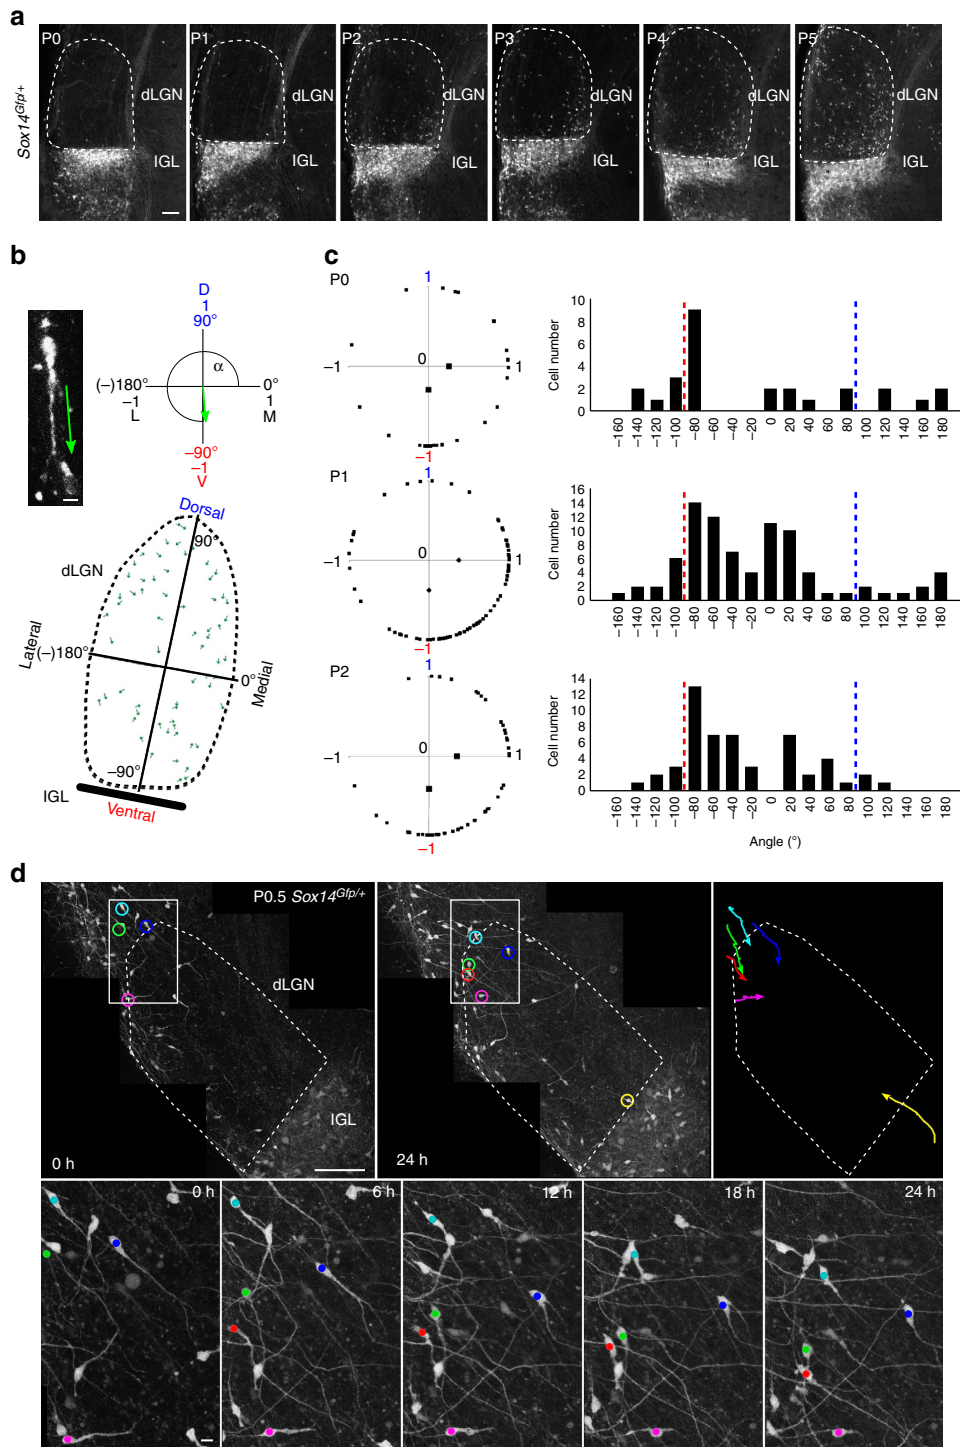 a
Sox14Gfp/+
P0
P1
P2
P3
P4
P5
dLGN
dLGN
dLGN
dLGN
dLGN
dLGN
IGL
IGL
IGL
IGL
IGL
IGL
b
D
1
90°
α
(–)180°
–1
L
0°
1
M
–90°
–1
V
Dorsal
90°
dLGN
Lateral
(–)180°
0°
Medial
–90°
IGL
Ventral
c
P0
1
–1
0
1
–1
Cell number
10
8
6
4
2
0
–160
–140
–120
–100
–80
–60
–40
–20
0
20
40
60
80
100
120
140
160
180
P1
1
–1
0
1
–1
Cell number
16
14
12
10
8
6
4
2
0
–160
–140
–120
–100
–80
–60
–40
–20
0
20
40
60
80
100
120
140
160
180
P2
1
–1
0
1
–1
Cell number
14
12
10
8
6
4
2
0
–160
–140
–120
–100
–80
–60
–40
–20
0
20
40
60
80
100
120
140
160
180
Angle (°)
d
P0.5 Sox14Gfp/+
dLGN
IGL
0 h
24 h
0 h
6 h
12 h
18 h
24 h